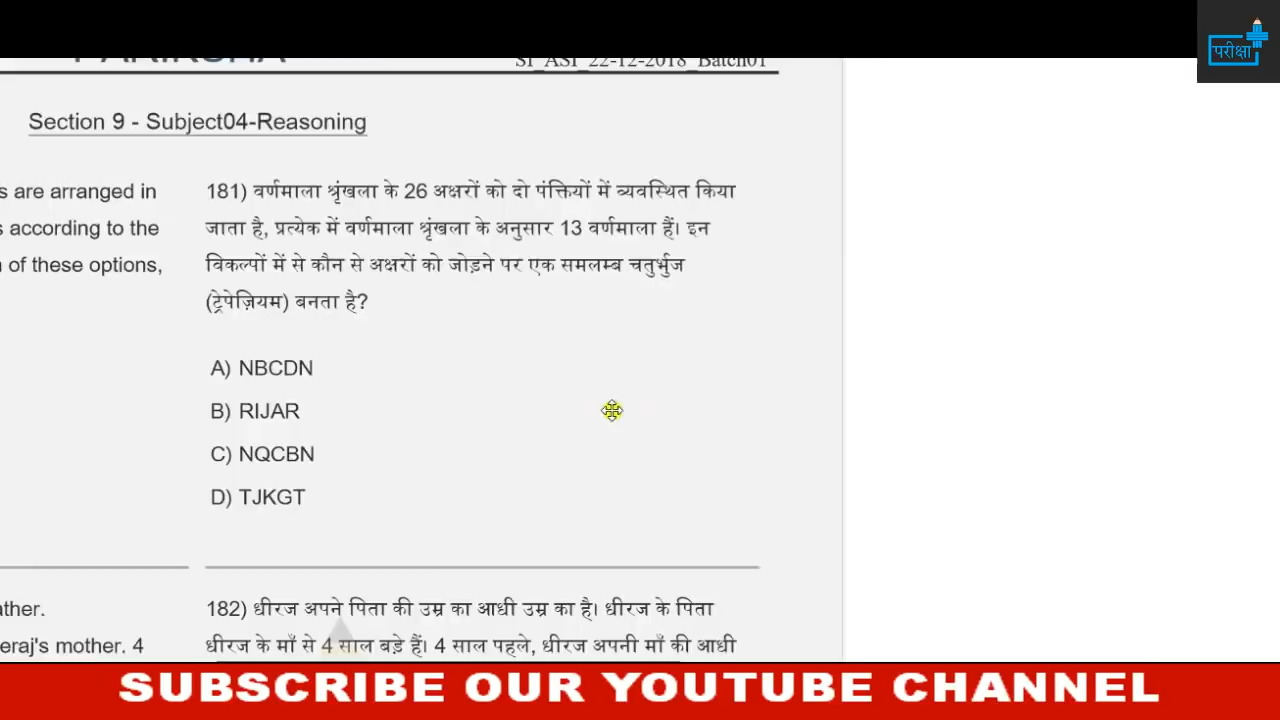 परीक्षा
SI_ASI_22-12-2018_Batch01
Section 9 - Subject04-Reasoning
s are arranged in
s according to the
n of these options,
181) वर्णमाला श्रृंखला के 26 अक्षरों को दो पंक्तियों में व्यवस्थित किया
जाता है, प्रत्येक में वर्णमाला श्रृंखला के अनुसार 13 वर्णमाला हैं। इन
विकल्पों में से कौन से अक्षरों को जोड़ने पर एक समलम्ब चतुर्भुज
(ट्रेपेज़ियम) बनता है?
A) NBCDN
B) RIJAR
C) NQCBN
D) TJKGT
ather.
eraj's mother. 4
182) धीरज अपने पिता की उम्र का आधी उम्र का है। धीरज के पिता
धीरज के माँ से 4 साल बड़े हैं। 4 साल पहले, धीरज अपनी माँ की आधी
SUBSCRIBE OUR YOUTUBE CHANNEL